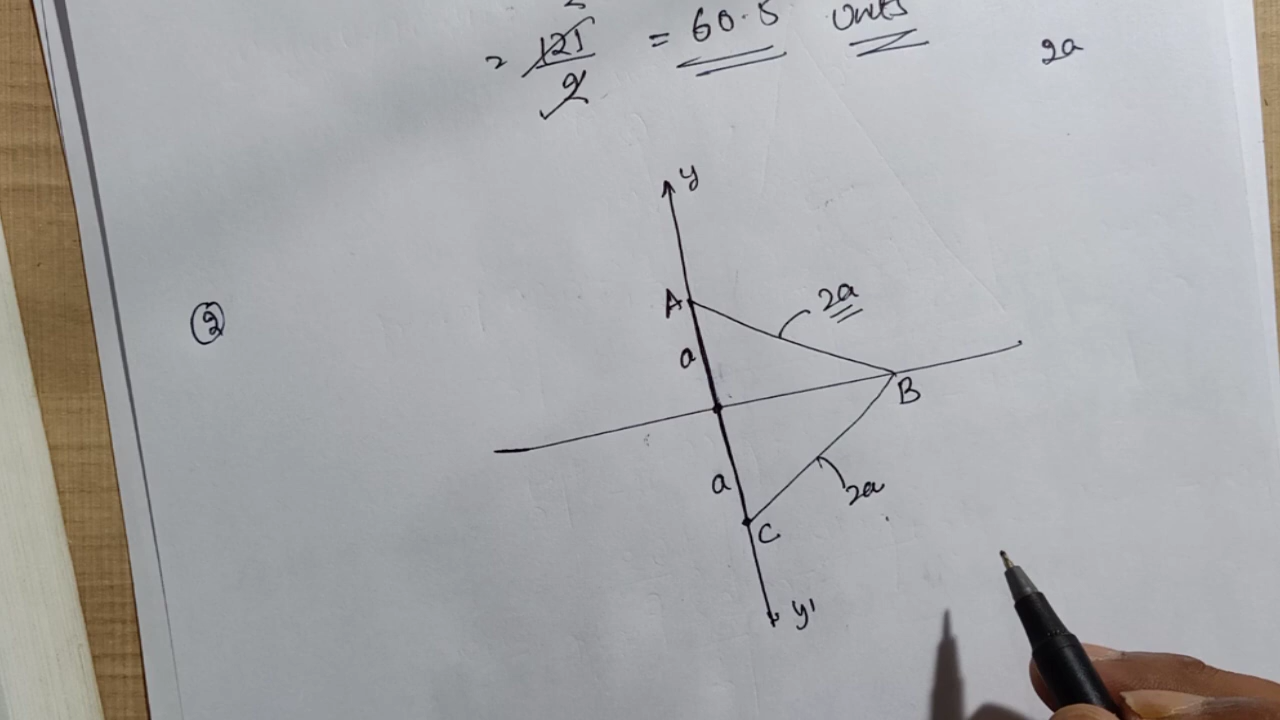 = 121/2 = 60.5 units
2a
y
②
A
2a
a
B
a
2a
C
y'